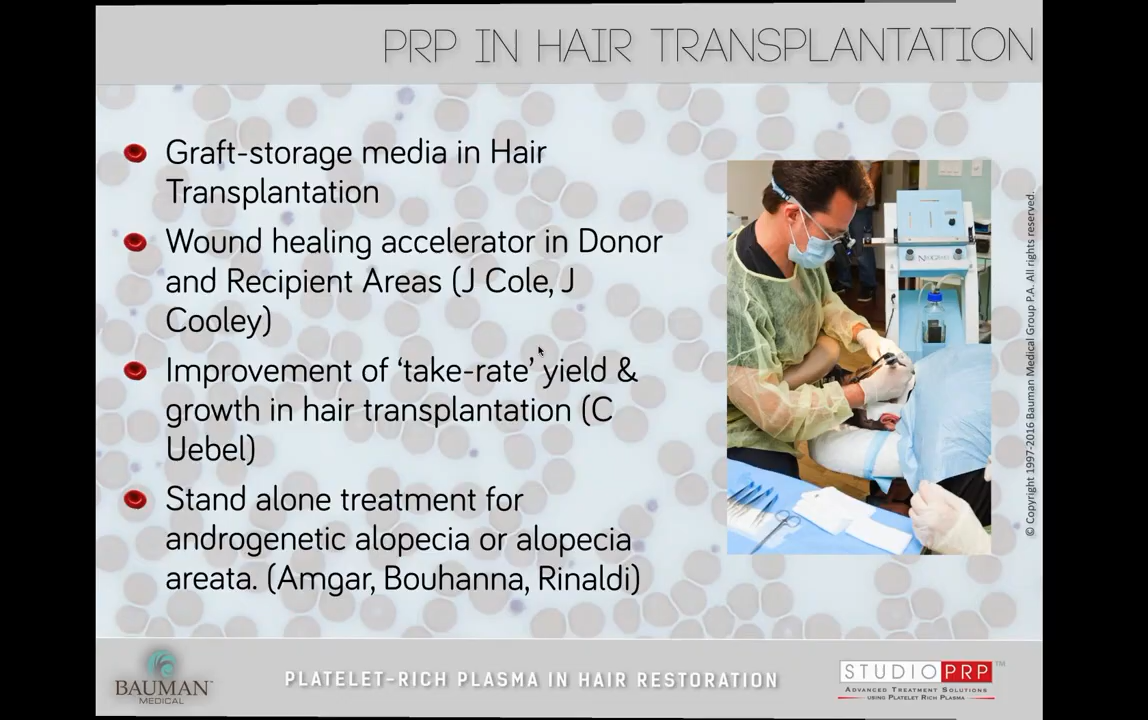 PRP IN HAIR TRANSPLANTATION
Graft-storage media in Hair
Transplantation
Wound healing accelerator in Donor
and Recipient Areas (J Cole, J
Cooley)
Improvement of ‘take-rate’ yield &
growth in hair transplantation (C
Uebel)
Stand alone treatment for
androgenetic alopecia or alopecia
areata. (Amgar, Bouhanna, Rinaldi)
NeoGraft
© Copyright 1997-2016 Bauman Medical Group P.A. All rights reserved.
BAUMAN™
MEDICAL
PLATELET-RICH PLASMA IN HAIR RESTORATION
STUDIO PRP™
ADVANCED TREATMENT SOLUTIONS
USING PLATELET RICH PLASMA